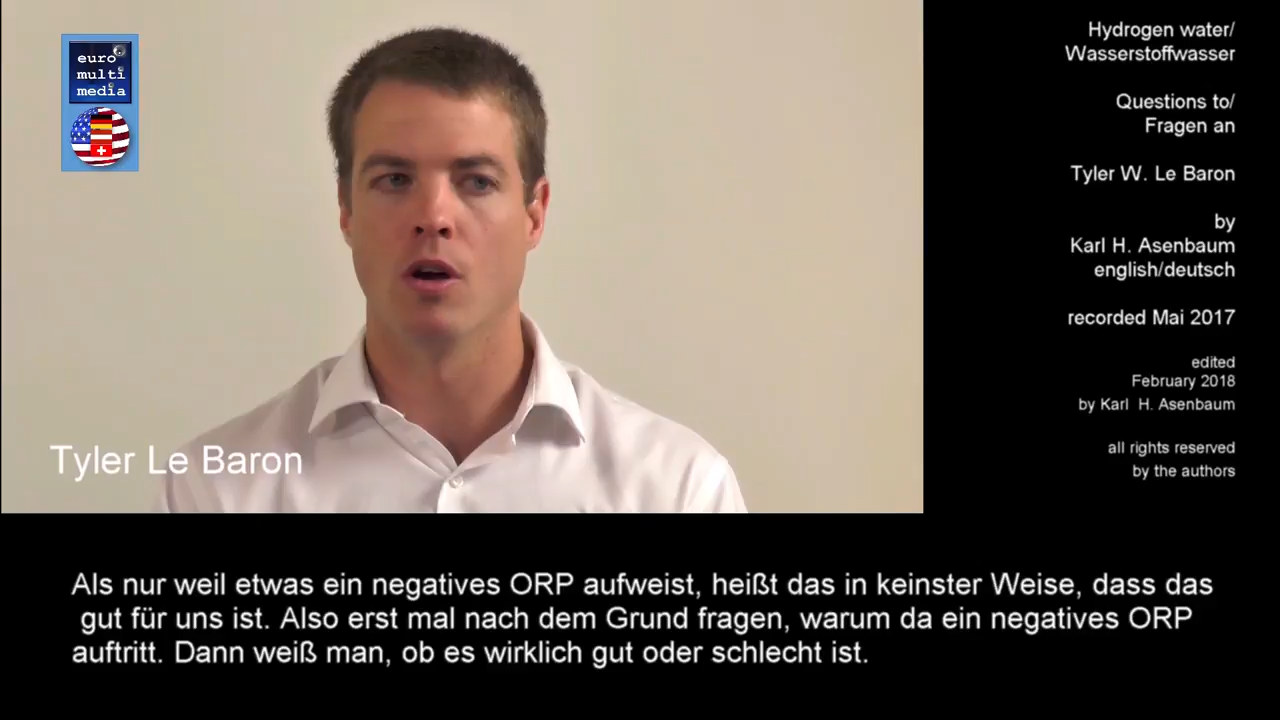 euro
multi
media
Hydrogen water/
Wasserstoffwasser
Questions to/
Fragen an
Tyler W. Le Baron
by
Karl H. Asenbaum
english/deutsch
recorded Mai 2017
edited
February 2018
by Karl H. Asenbaum
all rights reserved
by the authors
Tyler Le Baron
Als nur weil etwas ein negatives ORP aufweist, heißt das in keinster Weise, dass das
gut für uns ist. Also erst mal nach dem Grund fragen, warum da ein negatives ORP
auftritt. Dann weiß man, ob es wirklich gut oder schlecht ist.